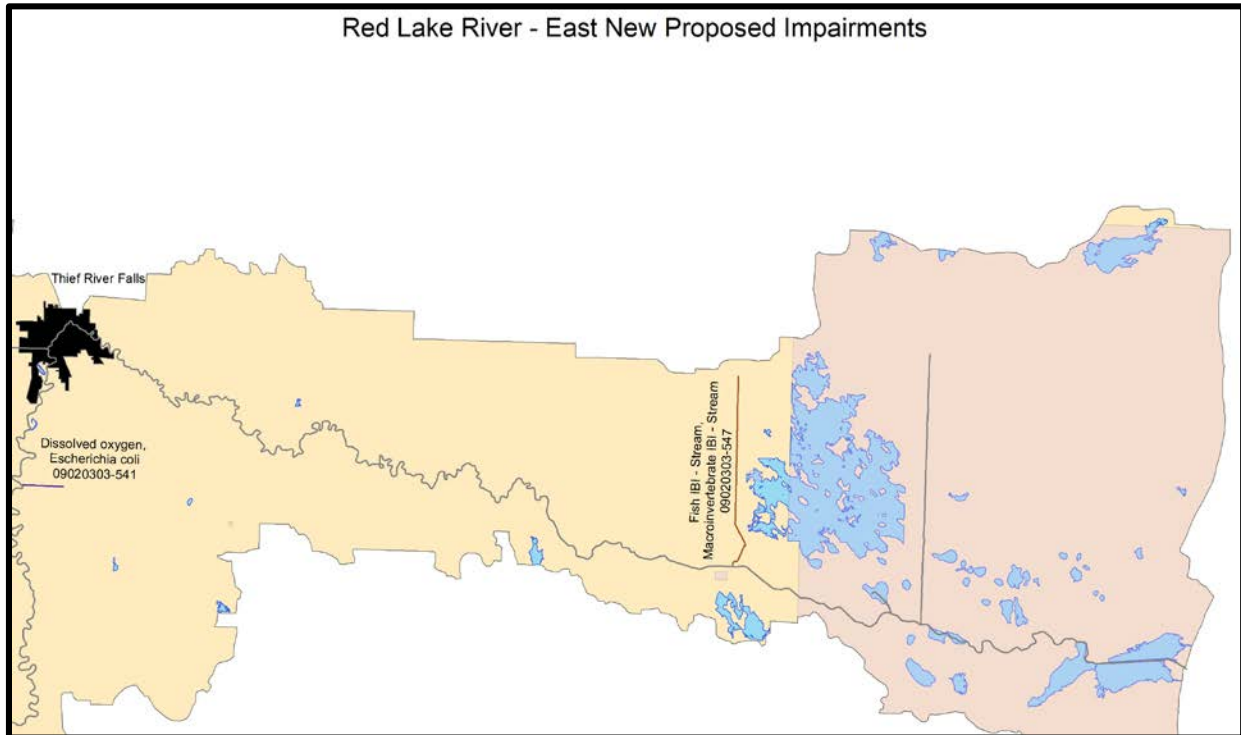 Red Lake River - East New Proposed Impairments
Thief River Falls
Dissolved oxygen,
Escherichia coli
09020303-541
Fish IBI - Stream,
Macroinvertebrate IBI - Stream
09020303-547